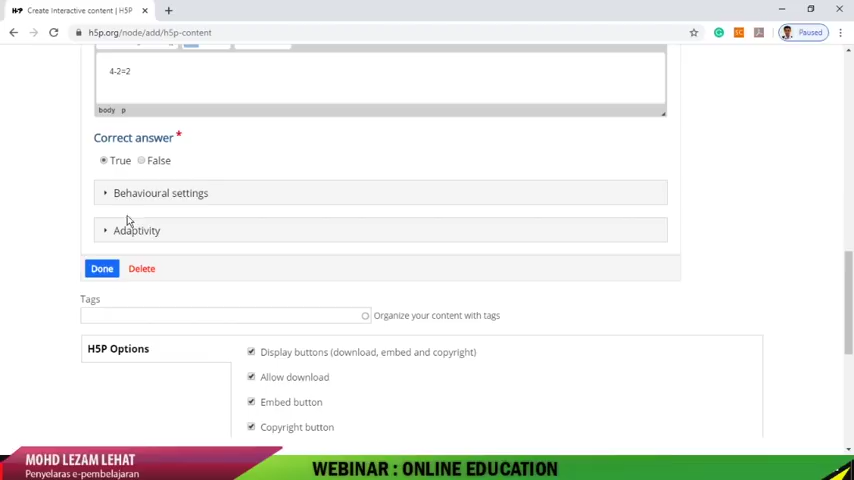 Create Interactive content | H5P
h5p.org/node/add/h5p-content
Paused
4-2=2
body p
Correct answer *
True False
Behavioural settings
Adaptivity
Done Delete
Tags
Organize your content with tags
H5P Options
Display buttons (download, embed and copyright)
Allow download
Embed button
Copyright button
MOHD LEZAM LEHAT
Penyelaras e-pembelajaran
WEBINAR : ONLINE EDUCATION